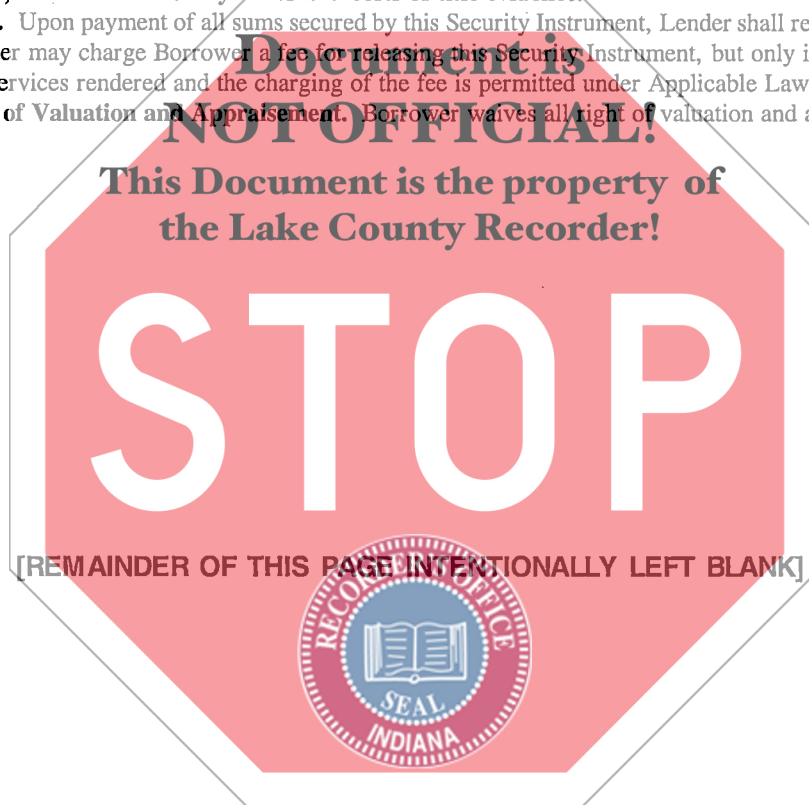 . Upon payment of all sums secured by this Security Instrument, Lender shall re
er may charge Borrower a fee for releasing this Security Instrument, but only i
ervices rendered and the charging of the fee is permitted under Applicable Law
of Valuation and Appraisement. Borrower waives all right of valuation and a
Document is
NOT OFFICIAL!
This Document is the property of
the Lake County Recorder!
STOP
[REMAINDER OF THIS PAGE INTENTIONALLY LEFT BLANK]
RECORDER'S OFFICE
SEAL
INDIANA